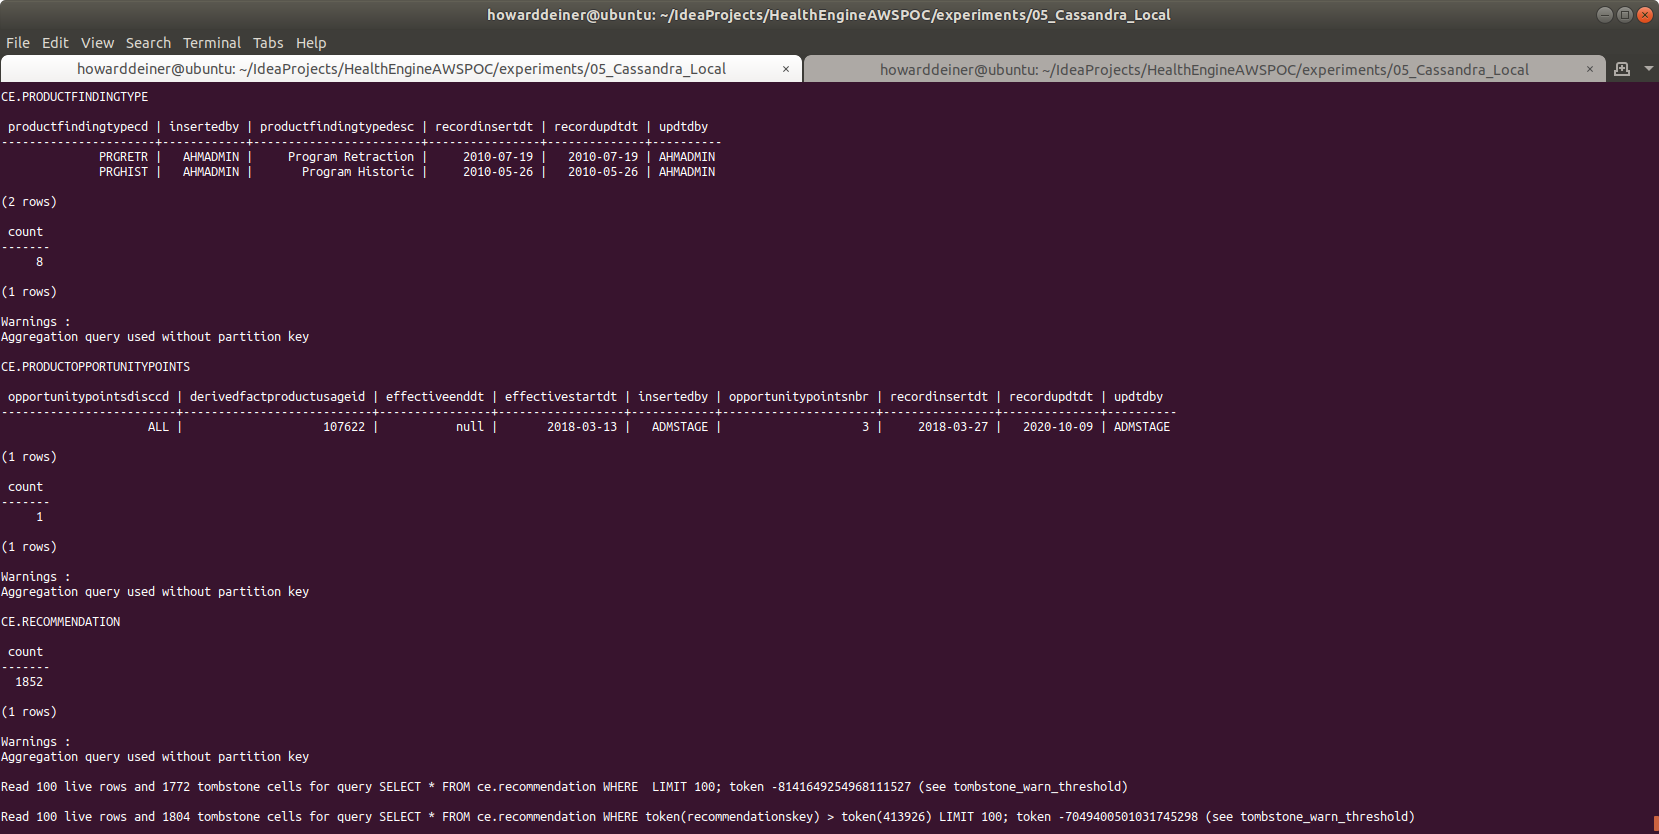 howarddeiner@ubuntu: ~/IdeaProjects/HealthEngineAWSPOC/experiments/05_Cassandra_Local
File Edit View Search Terminal Tabs Help
howarddeiner@ubuntu: ~/IdeaProjects/HealthEngineAWSPOC/experiments/05_Cassandra_Local × howarddeiner@ubuntu: ~/IdeaProjects/HealthEngineAWSPOC/experiments/05_Cassandra_Local ×
CE.PRODUCTFINDINGTYPE
 productfindingtypecd | insertedby | productfindingtypedesc | recordinsertdt | recordupdtdt | updtdby
----------------------+------------+------------------------+----------------+--------------+----------
               PRGRETR |   AHMADMIN |     Program Retraction |     2010-07-19 |   2010-07-19 | AHMADMIN
               PRGHIST |   AHMADMIN |       Program Historic |     2010-05-26 |   2010-05-26 | AHMADMIN
(2 rows)
 count
-------
     8
(1 rows)
Warnings :
Aggregation query used without partition key
CE.PRODUCTOPPORTUNITYPOINTS
 opportunitypointsdisccd | derivedfactproductusageid | effectiveenddt | effectivestartdt | insertedby | opportunitypointsnbr | recordinsertdt | recordupdtdt | updtdby
-------------------------+---------------------------+----------------+------------------+------------+----------------------+----------------+--------------+----------
                     ALL |                    107622 |           null |       2018-03-13 |   ADMSTAGE |                    3 |     2018-03-27 |   2020-10-09 | ADMSTAGE
(1 rows)
 count
-------
     1
(1 rows)
Warnings :
Aggregation query used without partition key
CE.RECOMMENDATION
 count
-------
  1852
(1 rows)
Warnings :
Aggregation query used without partition key
Read 100 live rows and 1772 tombstone cells for query SELECT * FROM ce.recommendation WHERE  LIMIT 100; token -8141649254968111527 (see tombstone_warn_threshold)
Read 100 live rows and 1804 tombstone cells for query SELECT * FROM ce.recommendation WHERE token(recommendationskey) > token(413926) LIMIT 100; token -7049400501031745298 (see tombstone_warn_threshold)